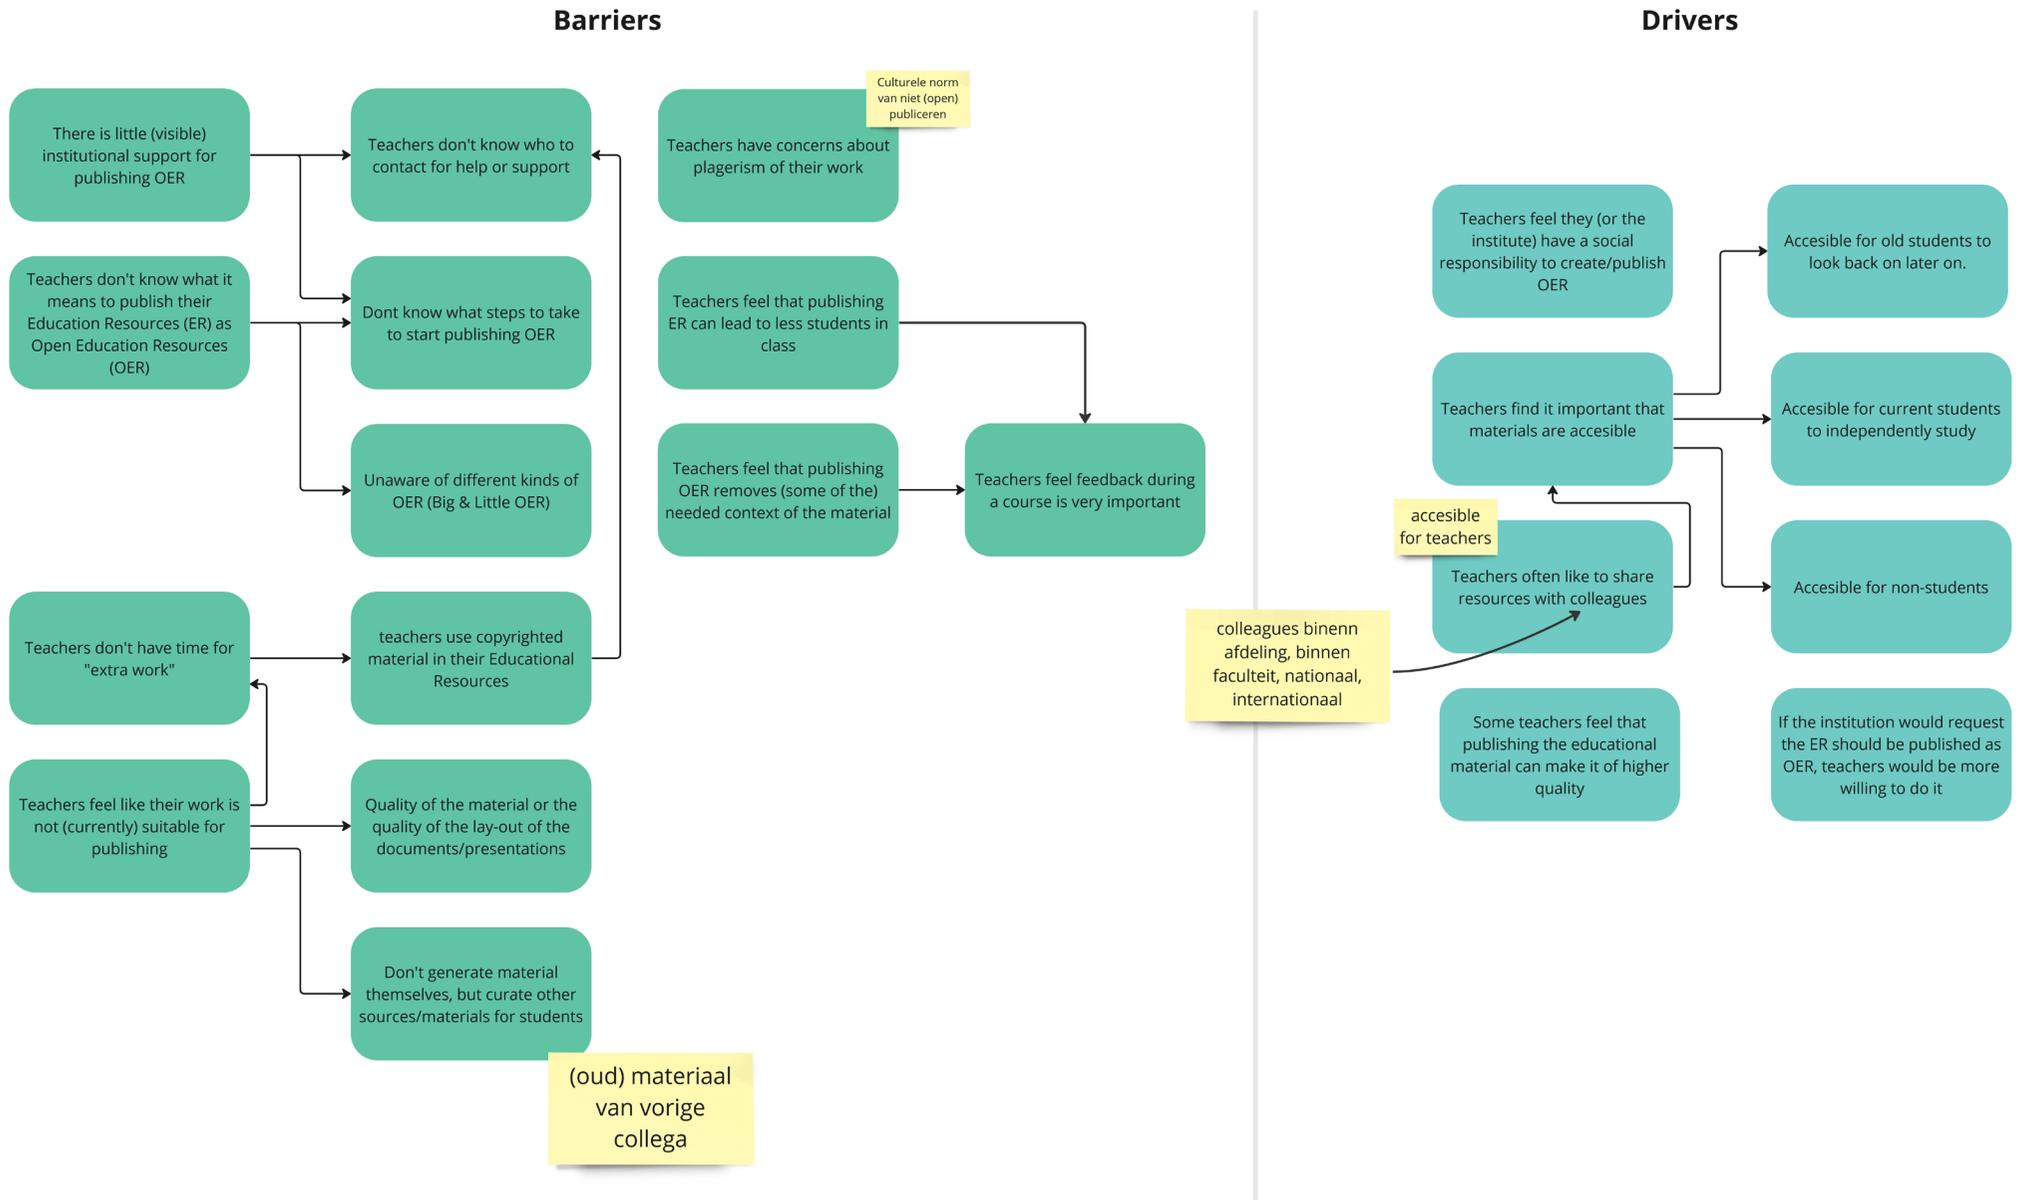 Barriers
There is little (visible)
institutional support for
publishing OER
Teachers don't know who to
contact for help or support
Culturele norm
van niet (open)
publiceren
Teachers have concerns about
plagerism of their work
Teachers don't know what it
means to publish their
Education Resources (ER) as
Open Education Resources
(OER)
Dont know what steps to take
to start publishing OER
Teachers feel that publishing
ER can lead to less students in
class
Unaware of different kinds of
OER (Big & Little OER)
Teachers feel that publishing
OER removes (some of the)
needed context of the material
Teachers feel feedback during
a course is very important
Teachers don't have time for
"extra work"
teachers use copyrighted
material in their Educational
Resources
Teachers feel like their work is
not (currently) suitable for
publishing
Quality of the material or the
quality of the lay-out of the
documents/presentations
Don't generate material
themselves, but curate other
sources/materials for students
(oud) materiaal
van vorige
collega
Drivers
Teachers feel they (or the
institute) have a social
responsibility to create/publish
OER
Accesible for old students to
look back on later on.
Teachers find it important that
materials are accesible
Accesible for current students
to independently study
accesible
for teachers
Teachers often like to share
resources with colleagues
Accesible for non-students
colleagues binenn
afdeling, binnen
faculteit, nationaal,
internationaal
Some teachers feel that
publishing the educational
material can make it of higher
quality
If the institution would request
the ER should be published as
OER, teachers would be more
willing to do it